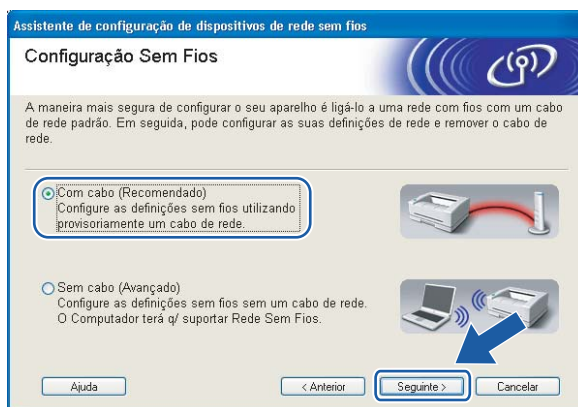 Assistente de configuração de dispositivos de rede sem fios
Configuração Sem Fios
A maneira mais segura de configurar o seu aparelho é ligá-lo a uma rede com fios com um cabo
de rede padrão. Em seguida, pode configurar as suas definições de rede e remover o cabo de
rede.
Com cabo (Recomendado)
Configure as definições sem fios utilizando
provisoriamente um cabo de rede.
Sem cabo (Avançado)
Configure as definições sem fios sem um cabo de rede.
O Computador terá q/ suportar Rede Sem Fios.
Ajuda
< Anterior
Seguinte >
Cancelar